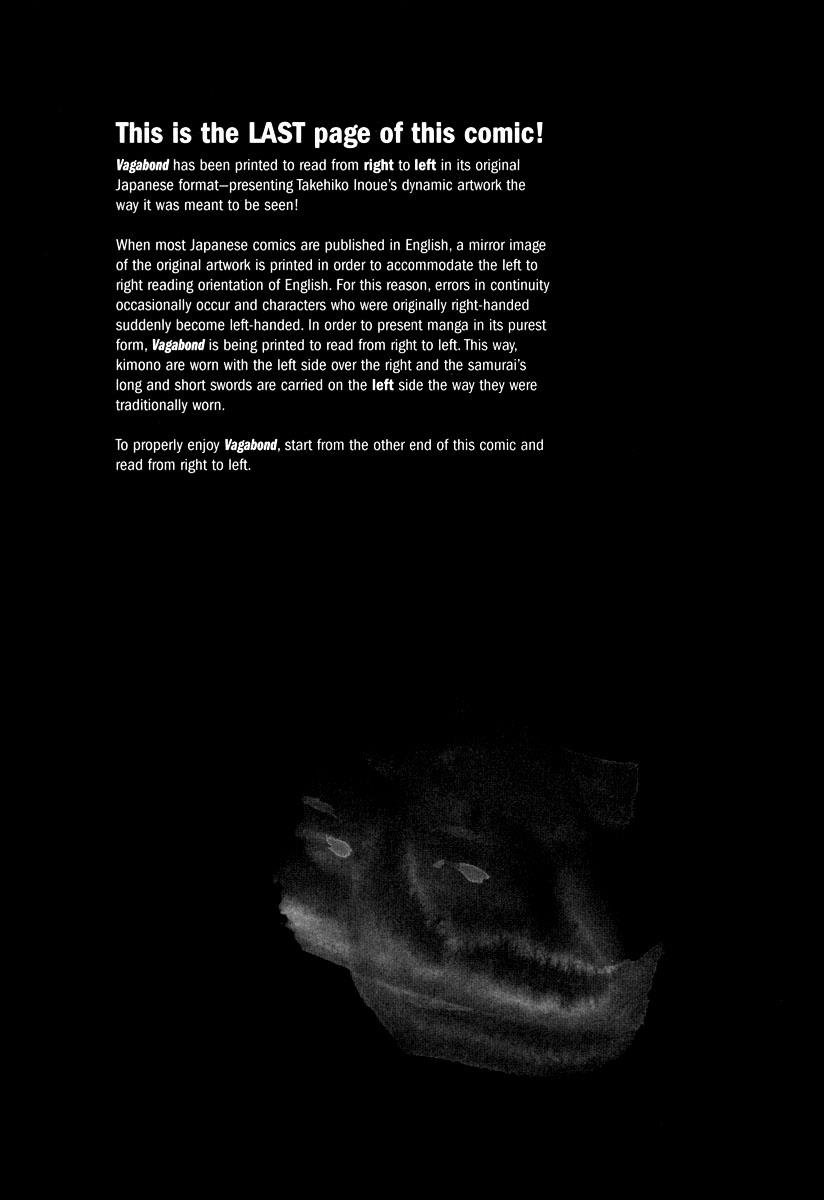 This is the LAST page of this comic!
Vagabond has been printed to read from right to left in its original
Japanese format—presenting Takehiko Inoue's dynamic artwork the
way it was meant to be seen!
When most Japanese comics are published in English, a mirror image
of the original artwork is printed in order to accommodate the left to
right reading orientation of English. For this reason, errors in continuity
occasionally occur and characters who were originally right-handed
suddenly become left-handed. In order to present manga in its purest
form, Vagabond is being printed to read from right to left. This way,
kimono are worn with the left side over the right and the samurai's
long and short swords are carried on the left side the way they were
traditionally worn.
To properly enjoy Vagabond, start from the other end of this comic and
read from right to left.